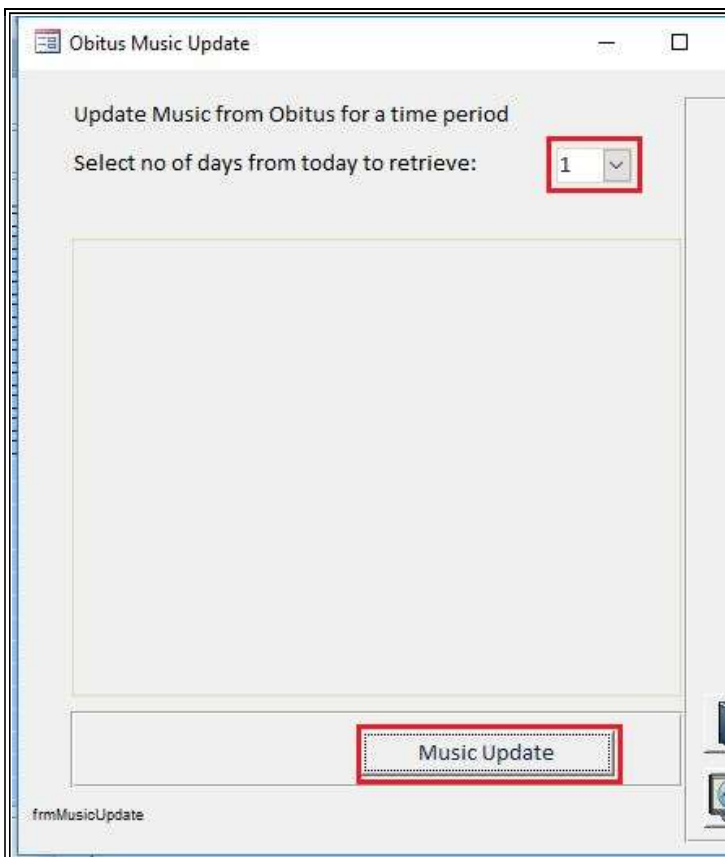 Obitus Music Update
Update Music from Obitus for a time period
Select no of days from today to retrieve:
1
Music Update
frmMusicUpdate